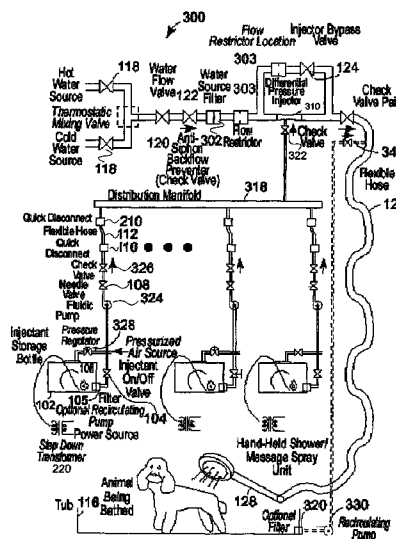 300
Flow
Restrictor Location
Injector Bypass
Valve
303
118
Hot
Water
Source
Water Flow
Valve
122
Water
Source
Filter
303
Differential
Pressure
Injector
310
124
Check
Valve Pair
Thermostatic
Mixing Valve
120
302
Flow
Restrictor
Check
Valve
322
Cold
Water
Source
118
Anti-
Siphon
Backflow
Preventer
(Check Valve)
Flexible
Hose
318
Distribution Manifold
Quick Disconnect
210
Flexible Hose
112
Quick
Disconnect
110
Check
Valve
326
Needle
Valve
108
Fluidic
Pump
324
Pressure
Regulator
328
Injectant
Storage
Bottle
Pressurized
Air Source
Injectant
On/Off
Valve
106
102
105
Filter
104
Optional Recirculating
Pump
Power Source
Step Down
Transformer
220
Hand-Held Shower/
Massage Spray
Unit
Animal
Being
Bathed
128
Tub
116
Optional
Filter
320
330
Recirculating
Pump